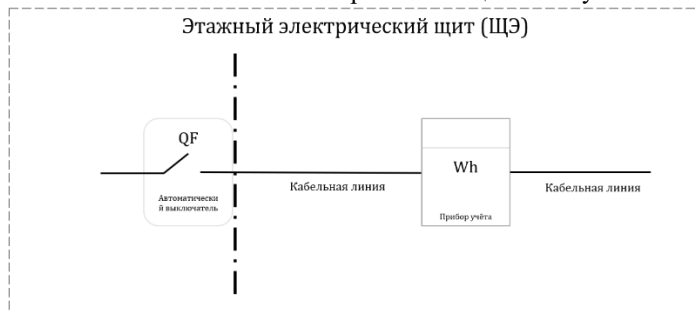 Этажный электрический щит (ЩЭ)
QF
Автоматически
й выключатель
Кабельная линия
Wh
Прибор учёта
Кабельная линия